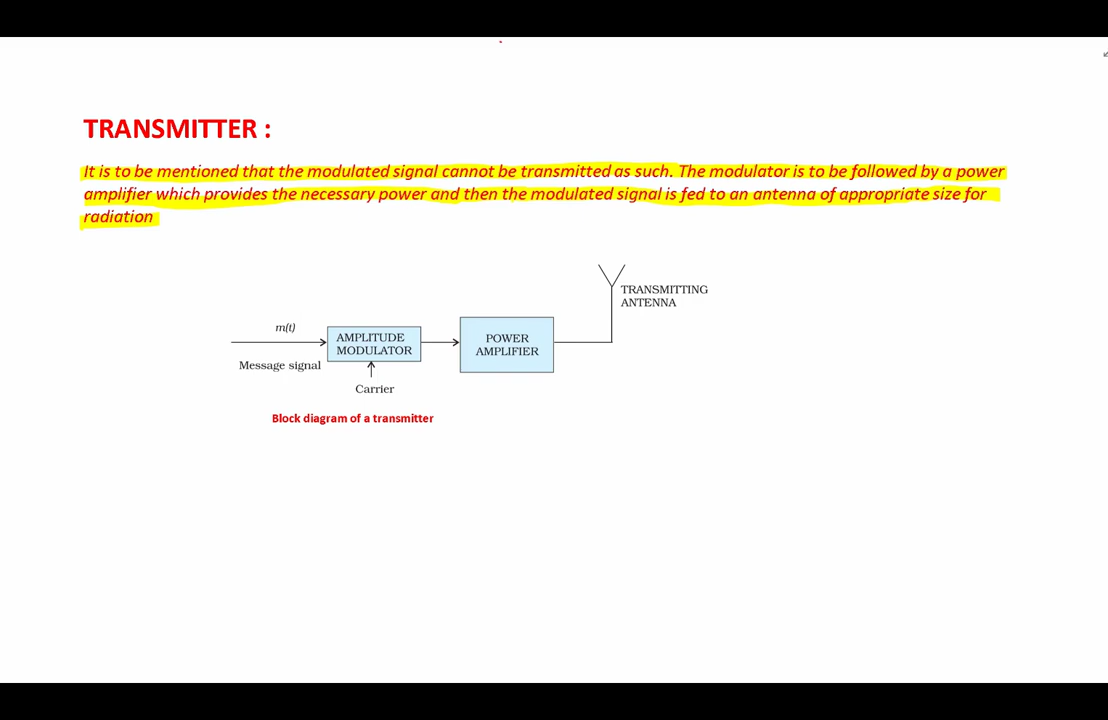 TRANSMITTER :
It is to be mentioned that the modulated signal cannot be transmitted as such. The modulator is to be followed by a power
amplifier which provides the necessary power and then the modulated signal is fed to an antenna of appropriate size for
radiation
TRANSMITTING
ANTENNA
m(t)
Message signal
AMPLITUDE
MODULATOR
Carrier
POWER
AMPLIFIER
Block diagram of a transmitter